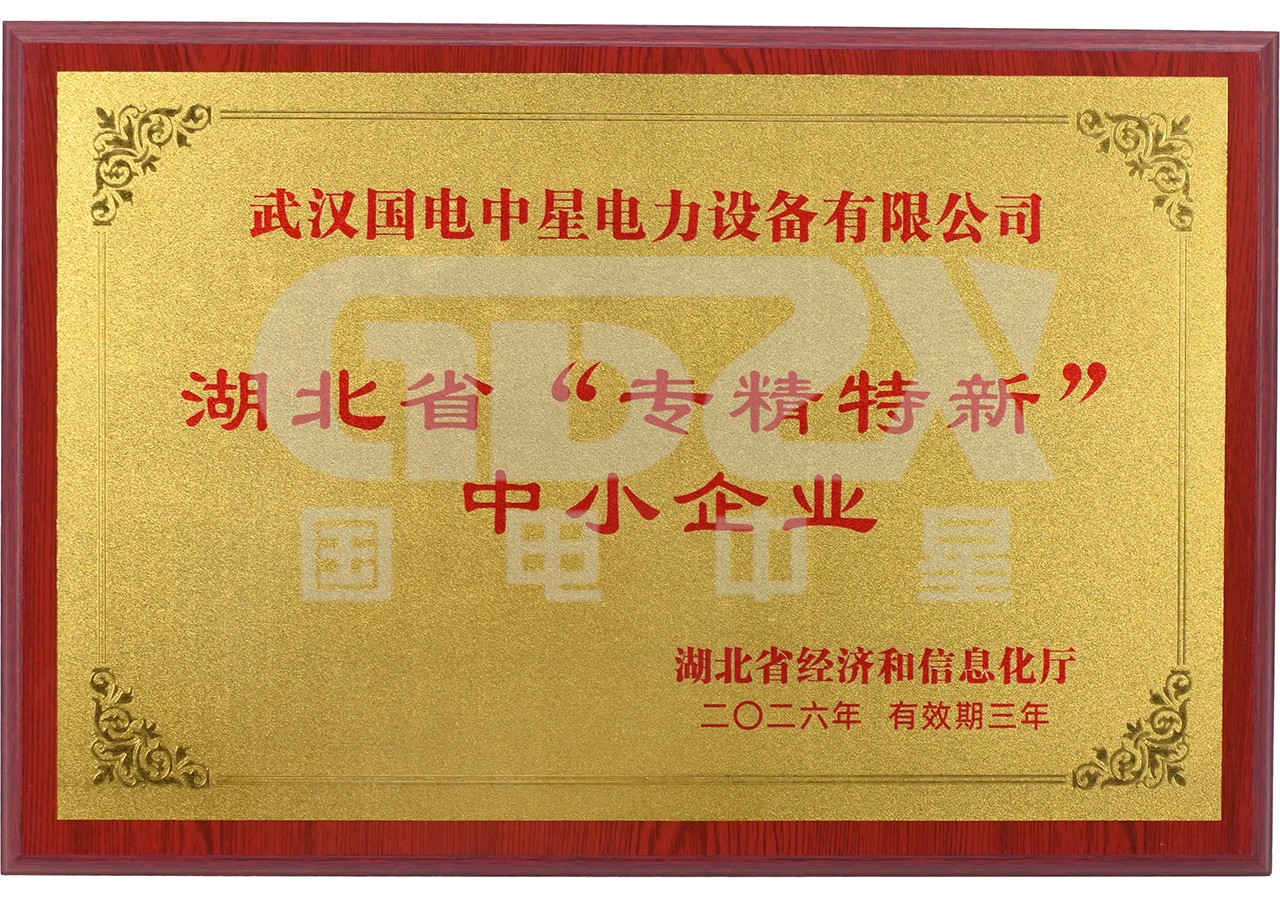 武汉国电中星电力设备有限公司
GDZX
湖北省“专精特新”
中小企业
国电中星
湖北省经济和信息化厅
二〇二六年 有效期三年